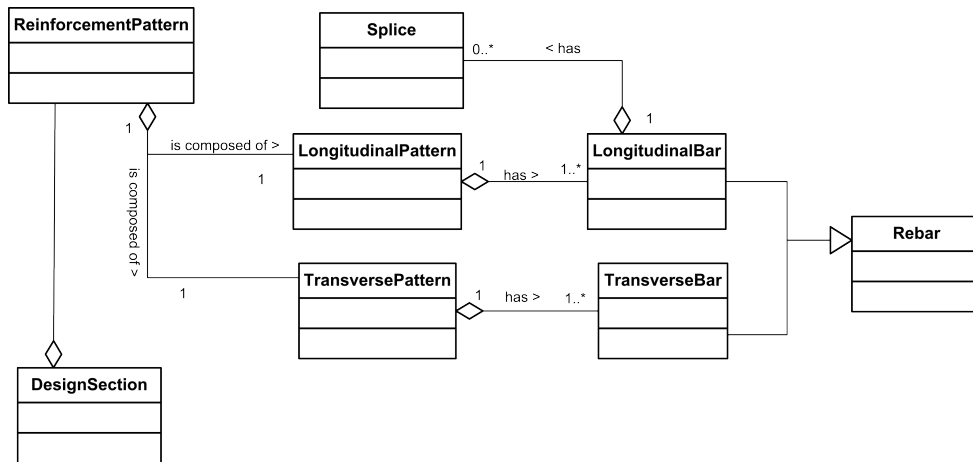 ReinforcementPattern
Splice
0..*
< has
1
1
is composed of >
LongitudinalPattern
1
has >
1..*
LongitudinalBar
1
is composed of >
Rebar
TransversePattern
1
has >
1..*
TransverseBar
1
DesignSection